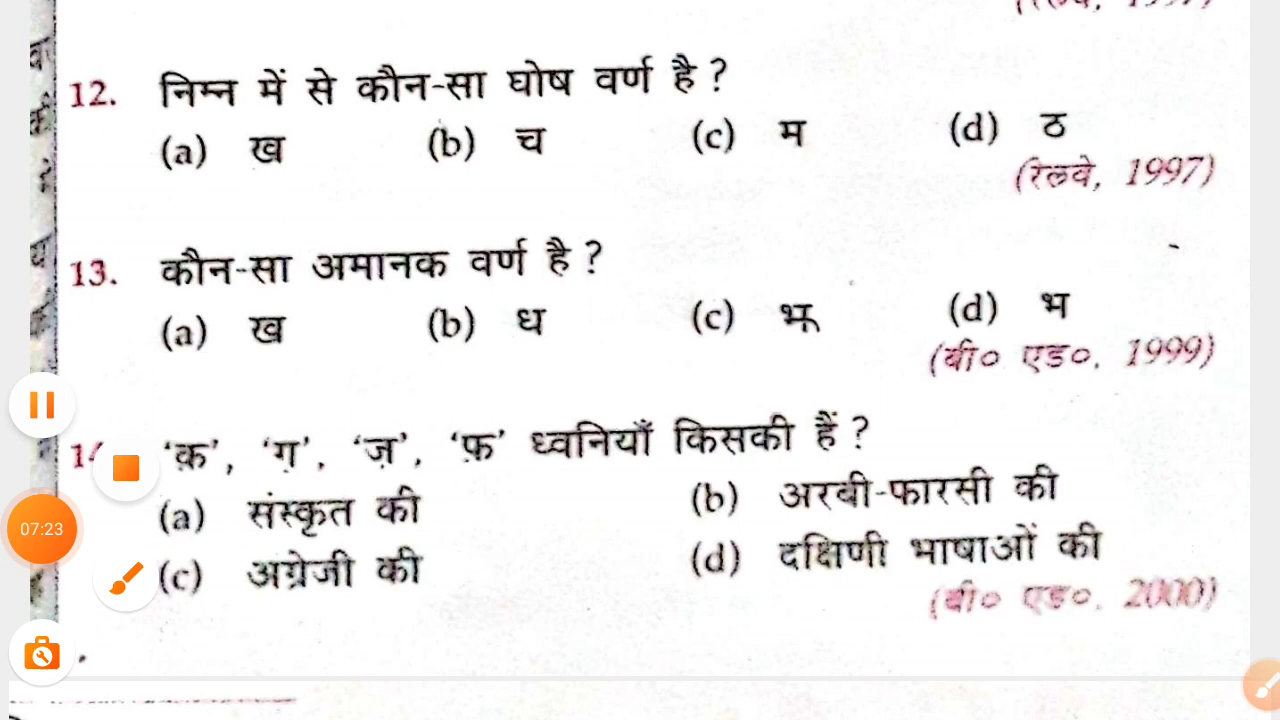 12. निम्न में से कौन-सा घोष वर्ण है ?
(a) ख (b) च (c) म (d) ठ
(रेलवे, 1997)
13. कौन-सा अमानक वर्ण है ?
(a) ख (b) ध (c) झ (d) भ
(बी० एड०, 1999)
‘क़’, ‘ग़’, ‘ज़’, ‘फ़’ ध्वनियाँ किसकी हैं ?
(a) संस्कृत की (b) अरबी-फारसी की
(c) अग्रेजी की (d) दक्षिणी भाषाओं की
(बी० एड०, 2000)
07:23